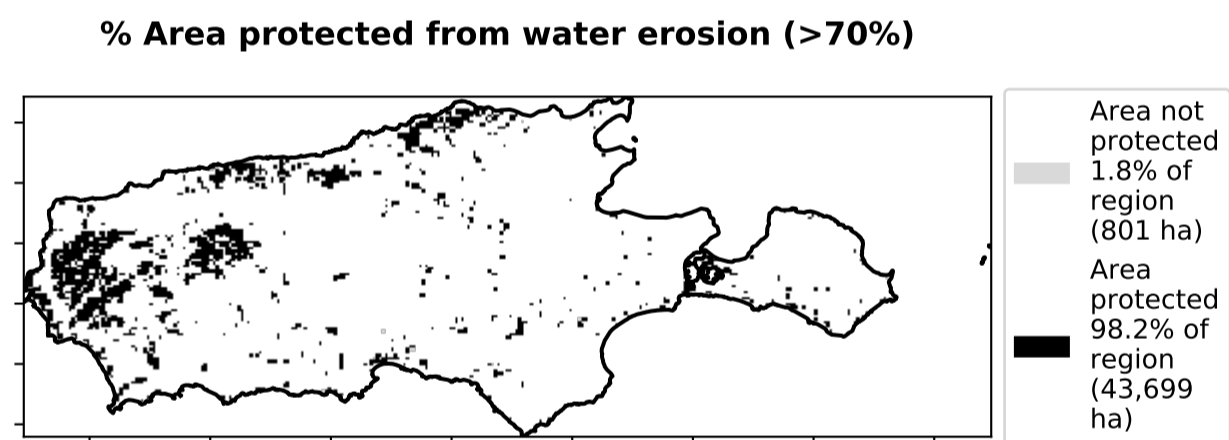 % Area protected from water erosion (>70%)
Area not
protected
1.8% of
region
(801 ha)
Area
protected
98.2% of
region
(43,699
ha)